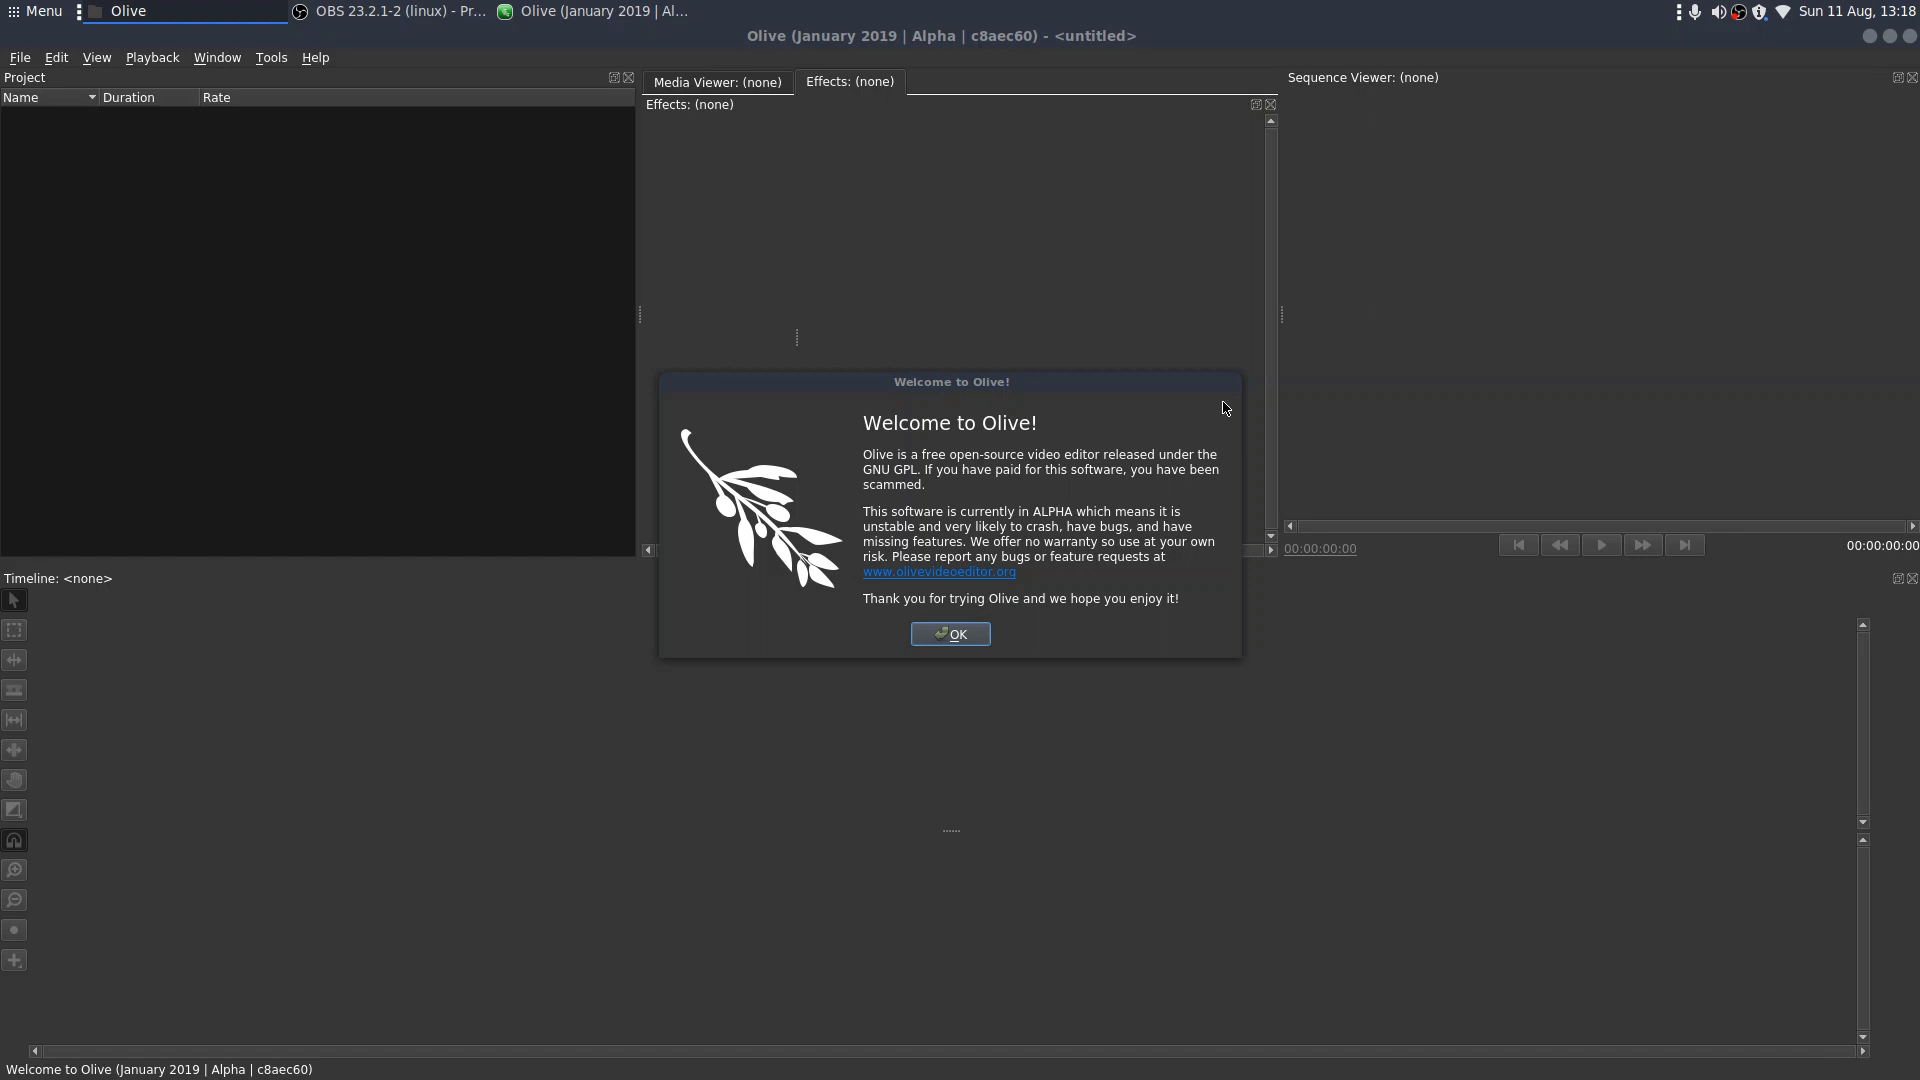 Menu
Olive
OBS 23.2.1-2 (linux) - Pr...
Olive (January 2019 | Al...
Sun 11 Aug, 13:18
Olive (January 2019 | Alpha | c8aec60) - <untitled>
File Edit View Playback Window Tools Help
Project
Name Duration Rate
Media Viewer: (none)
Effects: (none)
Effects: (none)
Sequence Viewer: (none)
Welcome to Olive!
Welcome to Olive!
Olive is a free open-source video editor released under the
GNU GPL. If you have paid for this software, you have been
scammed.
This software is currently in ALPHA which means it is
unstable and very likely to crash, have bugs, and have
missing features. We offer no warranty so use at your own
risk. Please report any bugs or feature requests at
www.olivevideoeditor.org
Thank you for trying Olive and we hope you enjoy it!
OK
00:00:00:00
00:00:00:00
Timeline: <none>
Welcome to Olive (January 2019 | Alpha | c8aec60)